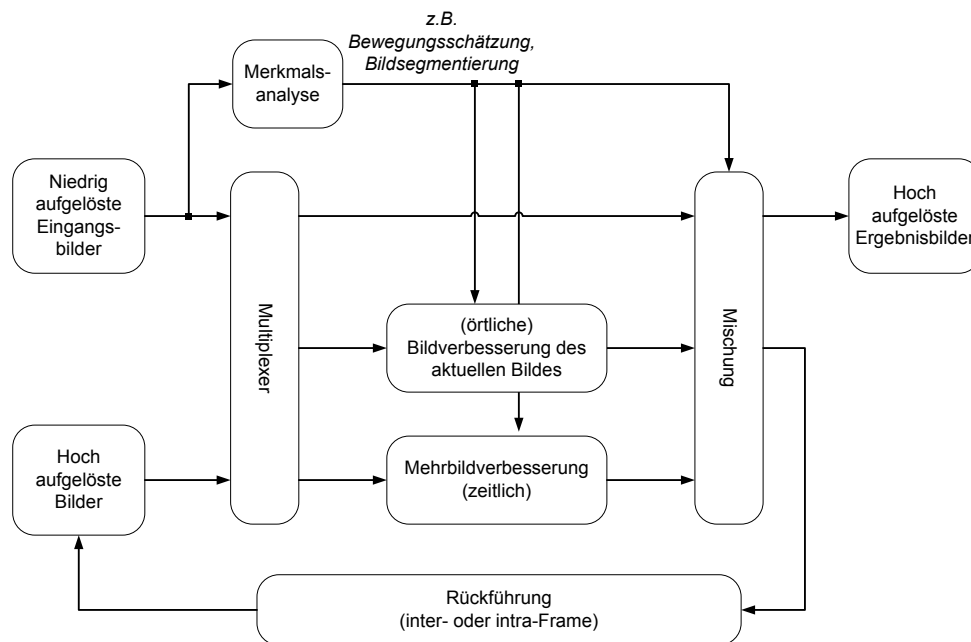 z.B.
Bewegungsschätzung,
Bildsegmentierung
Merkmals-
analyse
Niedrig
aufgelöste
Eingangs-
bilder
Multiplexer
Mischung
Hoch
aufgelöste
Ergebnisbilder
(örtliche)
Bildverbesserung des
aktuellen Bildes
Hoch
aufgelöste
Bilder
Mehrbildverbesserung
(zeitlich)
Rückführung
(inter- oder intra-Frame)